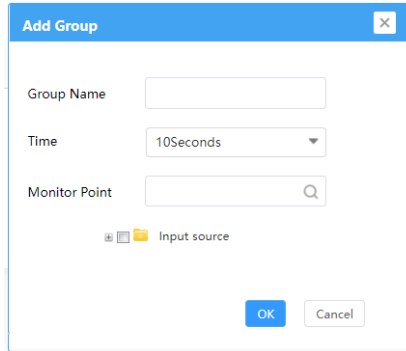 Add Group
Group Name
Time
10Seconds
Monitor Point
Input source
OK
Cancel